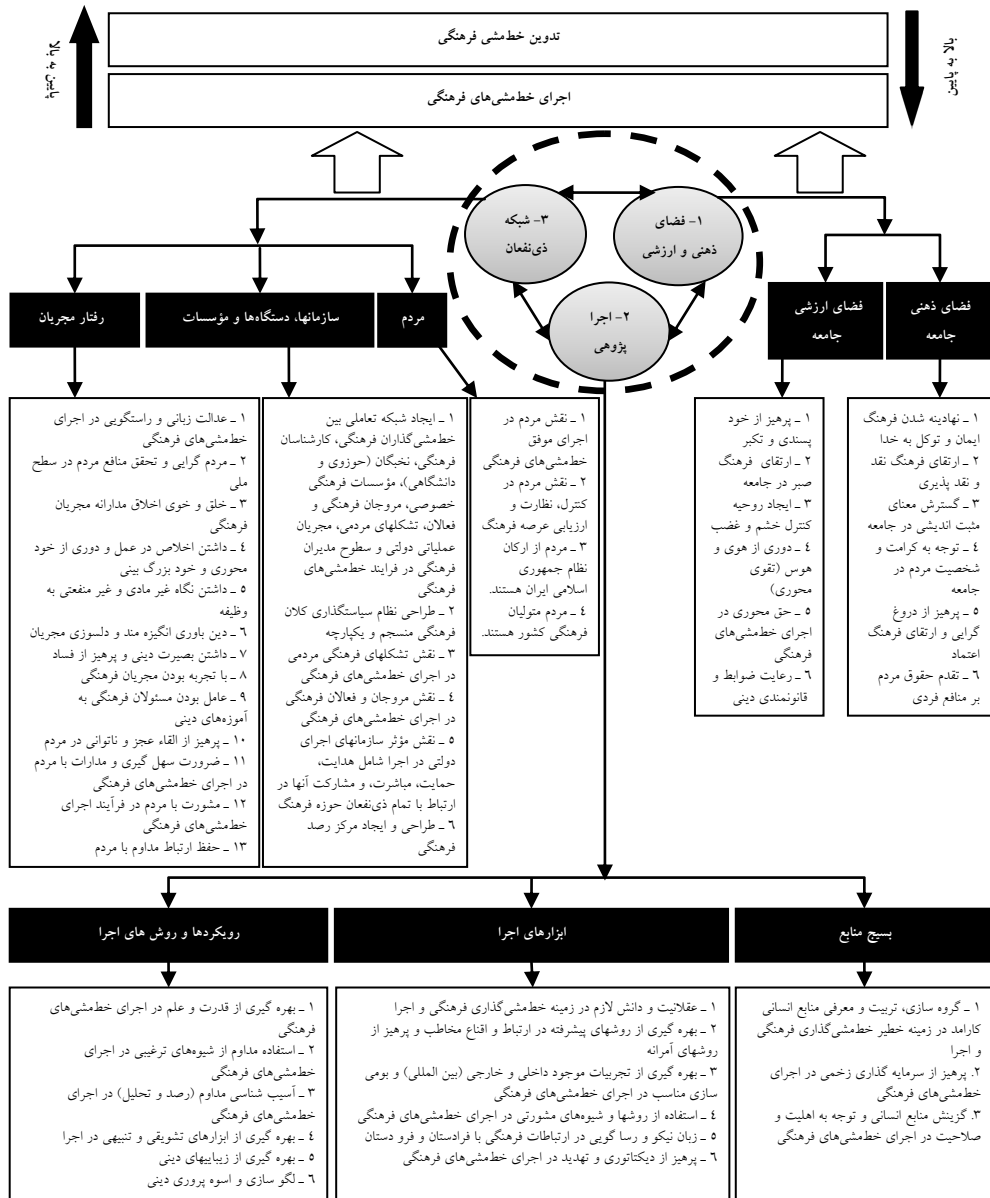 تدوین خط‌مشی فرهنگی
اجرای خط‌مشی‌های فرهنگی
بالا به پایین
پایین به بالا
۱- فضای
ذهنی و ارزشی
۳- شبکه
ذی‌نفعان
۲- اجرا
پژوهی
فضای ذهنی
جامعه
فضای ارزشی
جامعه
مردم
سازمانها، دستگاه‌ها و مؤسسات
رفتار مجریان
۱ ـ نهادینه شدن فرهنگ
ایمان و توکل به خدا
۲ ـ ارتقای فرهنگ نقد
و نقد پذیری
۳ ـ گسترش معنای
مثبت اندیشی در جامعه
٤ ـ توجه به کرامت و
شخصیت مردم در
جامعه
٥ ـ پرهیز از دروغ
گرایی و ارتقای فرهنگ
اعتماد
٦ ـ تقدم حقوق مردم
بر منافع فردی
۱ ـ پرهیز از خود
پسندی و تکبر
۲ ـ ارتقای فرهنگ
صبر در جامعه
۳ ـ ایجاد روحیه
کنترل خشم و غضب
٤ ـ دوری از هوی و
هوس (تقوی
محوری)
٥ ـ حق محوری در
اجرای خط‌مشی‌های
فرهنگی
٦ ـ رعایت ضوابط و
قانونمندی دینی
۱ ـ نقش مردم در
اجرای موفق
خط‌مشی‌های فرهنگی
۲ ـ نقش مردم در
کنترل، نظارت و
ارزیابی عرصه فرهنگ
۳ ـ مردم از ارکان
نظام جمهوری
اسلامی ایران هستند.
٤ ـ مردم متولیان
فرهنگی کشور هستند.
۱ ـ ایجاد شبکه تعاملی بین
خط‌مشی‌گذاران فرهنگی، کارشناسان
فرهنگی، نخبگان (حوزوی و
دانشگاهی)، مؤسسات فرهنگی
خصوصی، مروجان فرهنگی و
فعالان، تشکلهای مردمی، مجریان
عملیاتی دولتی و سطوح مدیران
فرهنگی در فرایند خط‌مشی‌های
فرهنگی
۲ ـ طراحی نظام سیاستگذاری کلان
فرهنگی منسجم و یکپارچه
۳ ـ نقش تشکلهای فرهنگی مردمی
در اجرای خط‌مشی‌های فرهنگی
٤ ـ نقش مروجان و فعالان فرهنگی
در اجرای خط‌مشی‌های فرهنگی
٥ ـ نقش مؤثر سازمانهای اجرای
دولتی در اجرا شامل هدایت،
حمایت، مباشرت، و مشارکت آنها در
ارتباط با تمام ذی‌نفعان حوزه فرهنگ
٦ ـ طراحی و ایجاد مرکز رصد
فرهنگی
۱ ـ عدالت زبانی و راستگویی در اجرای
خط‌مشی‌های فرهنگی
۲ ـ مردم گرایی و تحقق منافع مردم در سطح
ملی
۳ ـ خلق و خوی اخلاق مدارانه مجریان
فرهنگی
٤ ـ داشتن اخلاص در عمل و دوری از خود
محوری و خود بزرگ بینی
٥ ـ داشتن نگاه غیر مادی و غیر منفعتی به
وظیفه
٦ ـ دین باوری انگیزه مند و دلسوزی مجریان
۷ ـ داشتن بصیرت دینی و پرهیز از فساد
۸ ـ با تجربه بودن مجریان فرهنگی
۹ ـ عامل بودن مسئولان فرهنگی به
آموزه‌های دینی
۱۰ ـ پرهیز از القاء عجز و ناتوانی در مردم
۱۱ ـ ضرورت سهل گیری و مدارات با مردم
در اجرای خط‌مشی‌های فرهنگی
۱۲ ـ مشورت با مردم در فرآیند اجرای
خط‌مشی‌های فرهنگی
۱۳ ـ حفظ ارتباط مداوم با مردم
بسیج منابع
ابزارهای اجرا
رویکردها و روش های اجرا
۱ ـ گروه سازی، تربیت و معرفی منابع انسانی
کارامد در زمینه خطیر خط‌مشی‌گذاری فرهنگی
و اجرا
۲. پرهیز از سرمایه گذاری زخمی در اجرای
خط‌مشی‌های فرهنگی
۳. گزینش منابع انسانی و توجه به اهلیت و
صلاحیت در اجرای خط‌مشی‌های فرهنگی
۱ ـ عقلانیت و دانش لازم در زمینه خط‌مشی‌گذاری فرهنگی و اجرا
۲ ـ بهره گیری از روشهای پیشرفته در ارتباط و اقناع مخاطب و پرهیز از
روشهای آمرانه
۳ ـ بهره گیری از تجربیات موجود داخلی و خارجی (بین المللی) و بومی
سازی مناسب در اجرای خط‌مشی‌های فرهنگی
٤ ـ استفاده از روشها و شیوه‌های مشورتی در اجرای خط‌مشی‌های فرهنگی
٥ ـ زبان نیکو و رسا گویی در ارتباطات فرهنگی با فرادستان و فرو دستان
٦ ـ پرهیز از دیکتاتوری و تهدید در اجرای خط‌مشی‌های فرهنگی
۱ ـ بهره گیری از قدرت و علم در اجرای خط‌مشی‌های
فرهنگی
۲ ـ استفاده مداوم از شیوه‌های ترغیبی در اجرای
خط‌مشی‌های فرهنگی
۳ ـ آسیب شناسی مداوم (رصد و تحلیل) در اجرای
خط‌مشی‌های فرهنگی
٤ ـ بهره گیری از ابزارهای تشویقی و تنبیهی در اجرا
٥ ـ بهره گیری از زیباییهای دینی
٦ ـ لگو سازی و اسوه پروری دینی